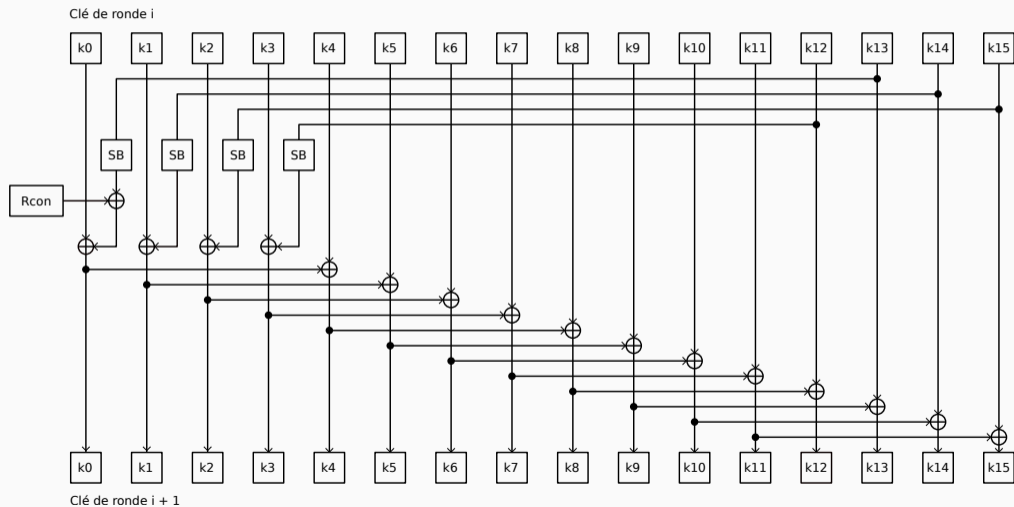 Clé de ronde i
k0 k1 k2 k3 k4 k5 k6 k7 k8 k9 k10 k11 k12 k13 k14 k15
SB SB SB SB
Rcon
k0 k1 k2 k3 k4 k5 k6 k7 k8 k9 k10 k11 k12 k13 k14 k15
Clé de ronde i + 1